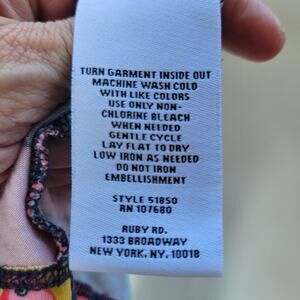 TURN GARMENT INSIDE OUT
MACHINE WASH COLD
WITH LIKE COLORS
USE ONLY NON-
CHLORINE BLEACH
WHEN NEEDED
GENTLE CYCLE
LAY FLAT TO DRY
LOW IRON AS NEEDED
DO NOT IRON
EMBELLISHMENT
STYLE 51850
RN 107680
RUBY RD.
1333 BROADWAY
NEW YORK, NY. 10018